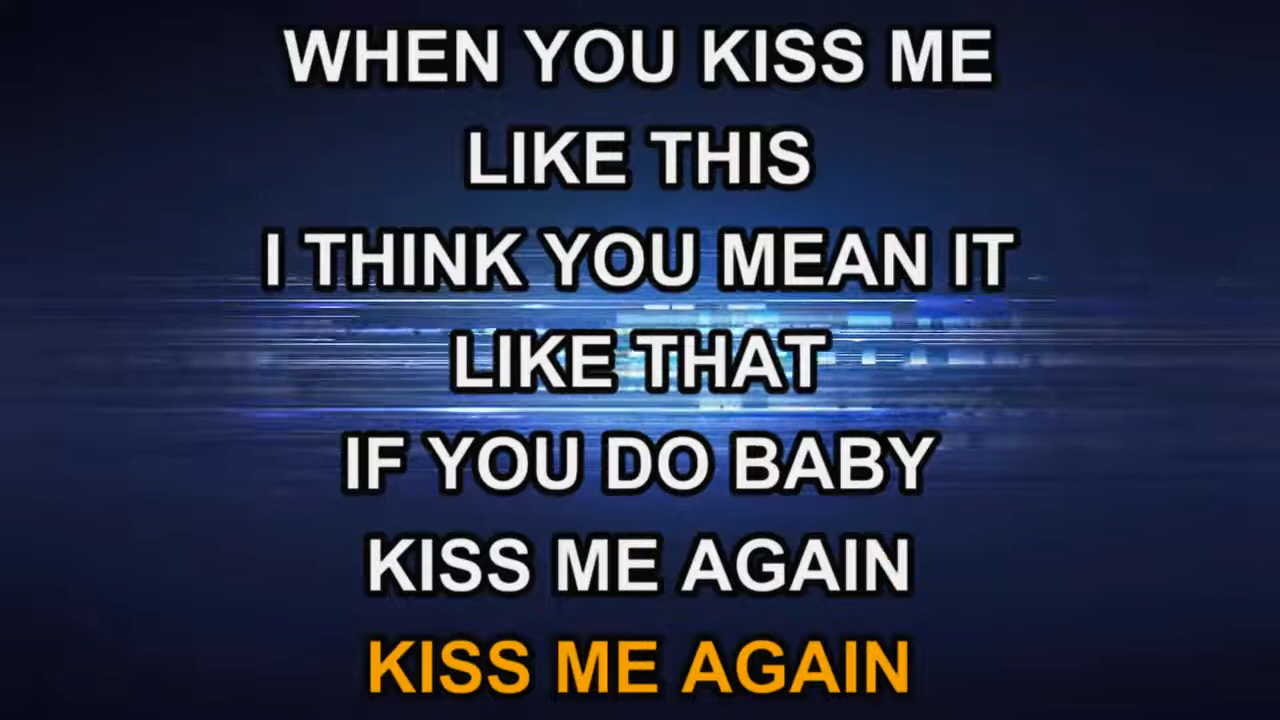 WHEN YOU KISS ME
LIKE THIS
I THINK YOU MEAN IT
LIKE THAT
IF YOU DO BABY
KISS ME AGAIN
KISS ME AGAIN